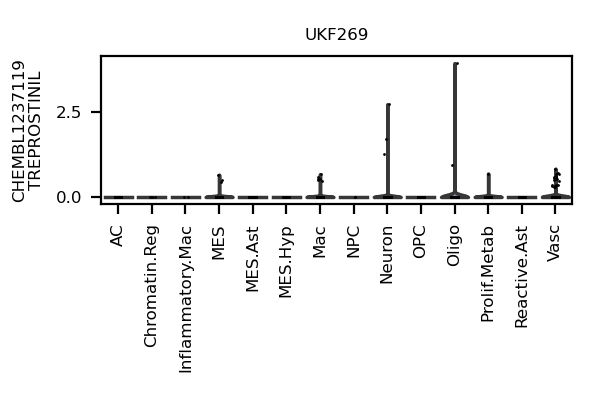 UKF269
CHEMBL1237119
TREPROSTINIL
2.5
0.0
AC
Chromatin.Reg
Inflammatory.Mac
MES
MES.Ast
MES.Hyp
Mac
NPC
Neuron
OPC
Oligo
Prolif.Metab
Reactive.Ast
Vasc